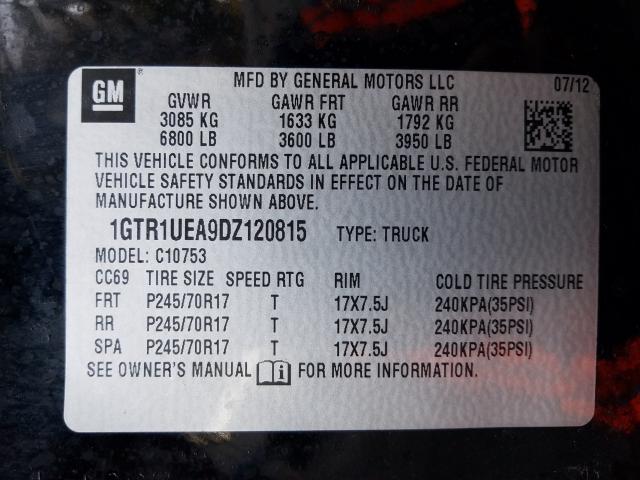 GM ® MFD BY GENERAL MOTORS LLC 07/12
GVWR GAWR FRT GAWR RR
3085 KG 1633 KG 1792 KG
6800 LB 3600 LB 3950 LB
THIS VEHICLE CONFORMS TO ALL APPLICABLE U.S. FEDERAL MOTOR
VEHICLE SAFETY STANDARDS IN EFFECT ON THE DATE OF
MANUFACTURE SHOWN ABOVE.
1GTR1UEA9DZ120815 TYPE: TRUCK
MODEL: C10753
CC69 TIRE SIZE SPEED RTG RIM COLD TIRE PRESSURE
FRT P245/70R17 T 17X7.5J 240KPA(35PSI)
RR P245/70R17 T 17X7.5J 240KPA(35PSI)
SPA P245/70R17 T 17X7.5J 240KPA(35PSI)
SEE OWNER'S MANUAL i FOR MORE INFORMATION.